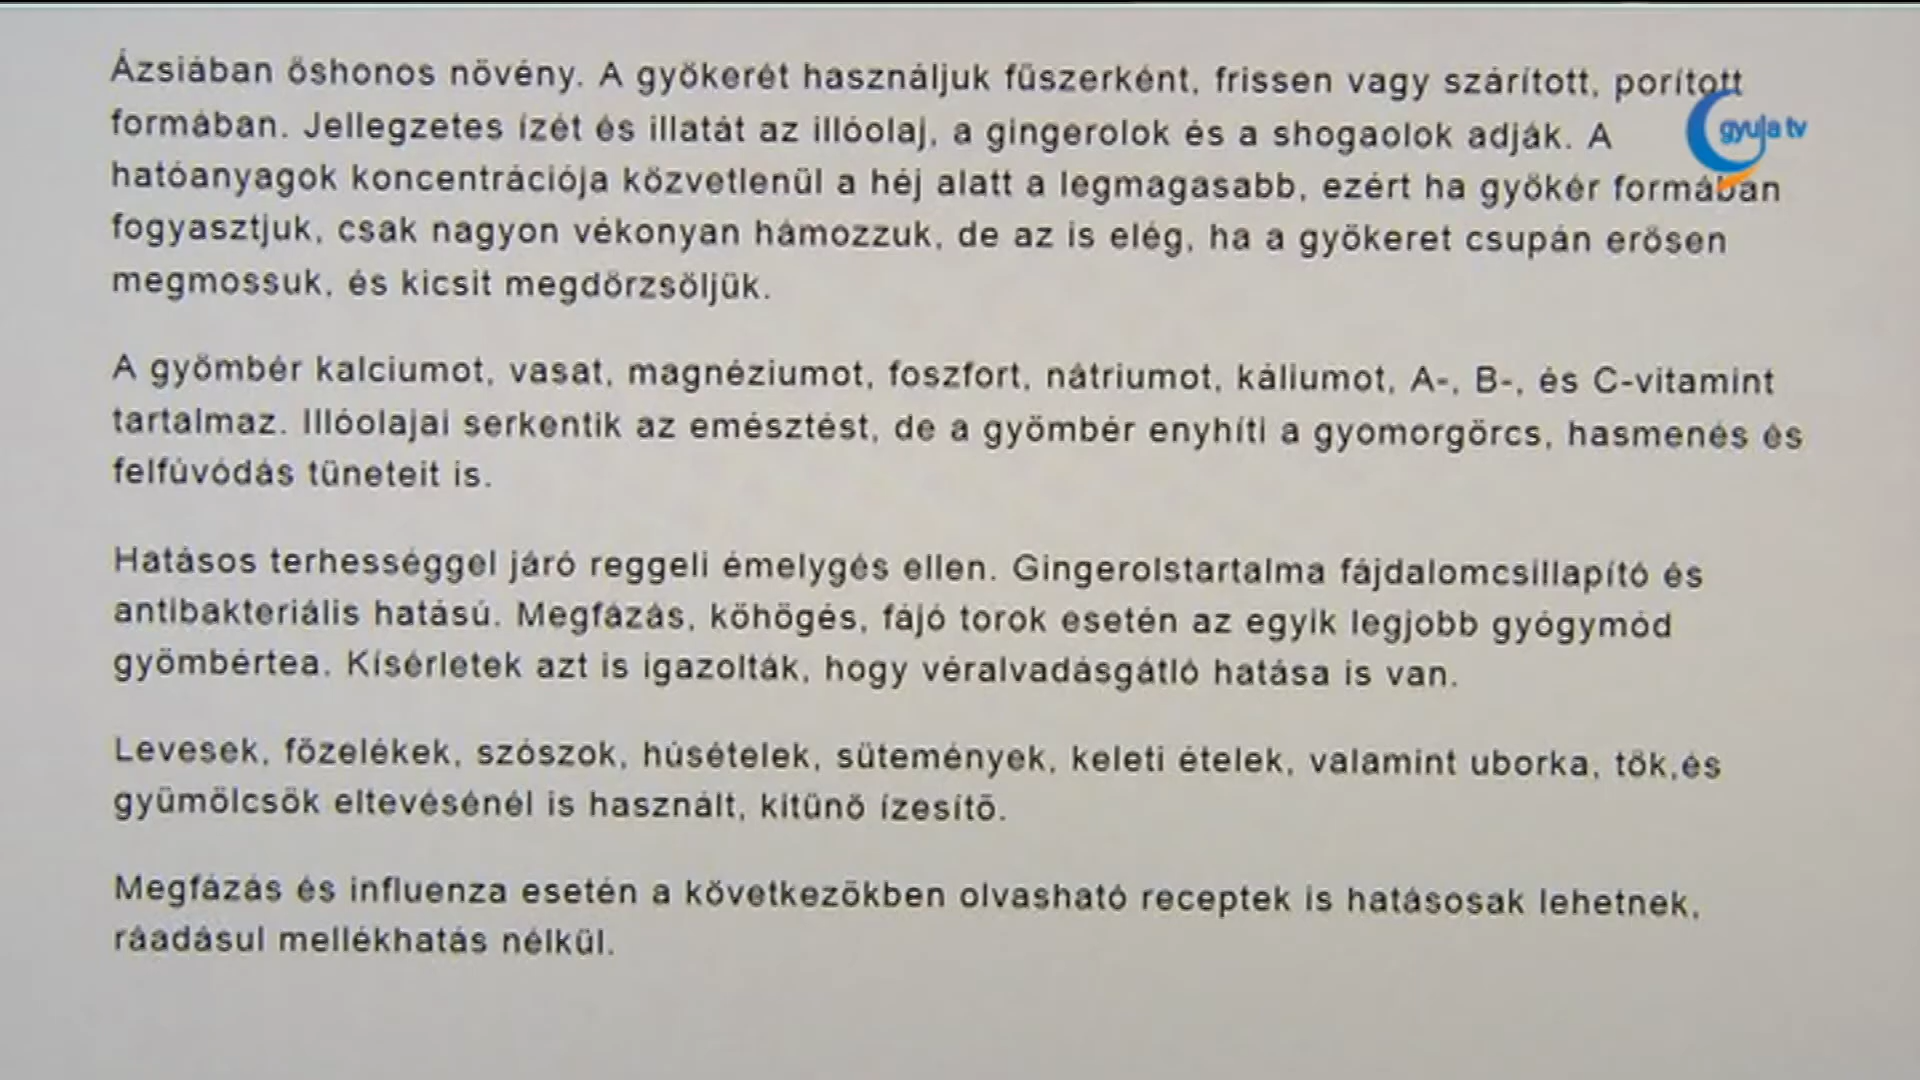 Ázsiában őshonos növény. A gyökerét használjuk fűszerként, frissen vagy szárított, porított
formában. Jellegzetes ízét és illatát az illóolaj, a gingerolok és a shogaolok adják. A
gyula tv
hatóanyagok koncentrációja közvetlenül a héj alatt a legmagasabb, ezért ha gyökér formában
fogyasztjuk, csak nagyon vékonyan hámozzuk, de az is elég, ha a gyökeret csupán erősen
megmossuk, és kicsit megdörzsöljük.
A gyömbér kalciumot, vasat, magnéziumot, foszfort, nátriumot, káliumot, A-, B-, és C-vitamint
tartalmaz. Illóolajai serkentik az emésztést, de a gyömbér enyhíti a gyomorgörcs, hasmenés és
felfúvódás tüneteit is.
Hatásos terhességgel járó reggeli émelygés ellen. Gingerolstartalma fájdalomcsillapító és
antibakteriális hatású. Megfázás, köhögés, fájó torok esetén az egyik legjobb gyógymód
gyömbértea. Kísérletek azt is igazolták, hogy véralvadásgátló hatása is van.
Levesek, főzelékek, szószok, húsételek, sütemények, keleti ételek, valamint uborka, tök,és
gyümölcsök eltevésénél is használt, kitűnő ízesítő.
Megfázás és influenza esetén a következőkben olvasható receptek is hatásosak lehetnek,
ráadásul mellékhatás nélkül.